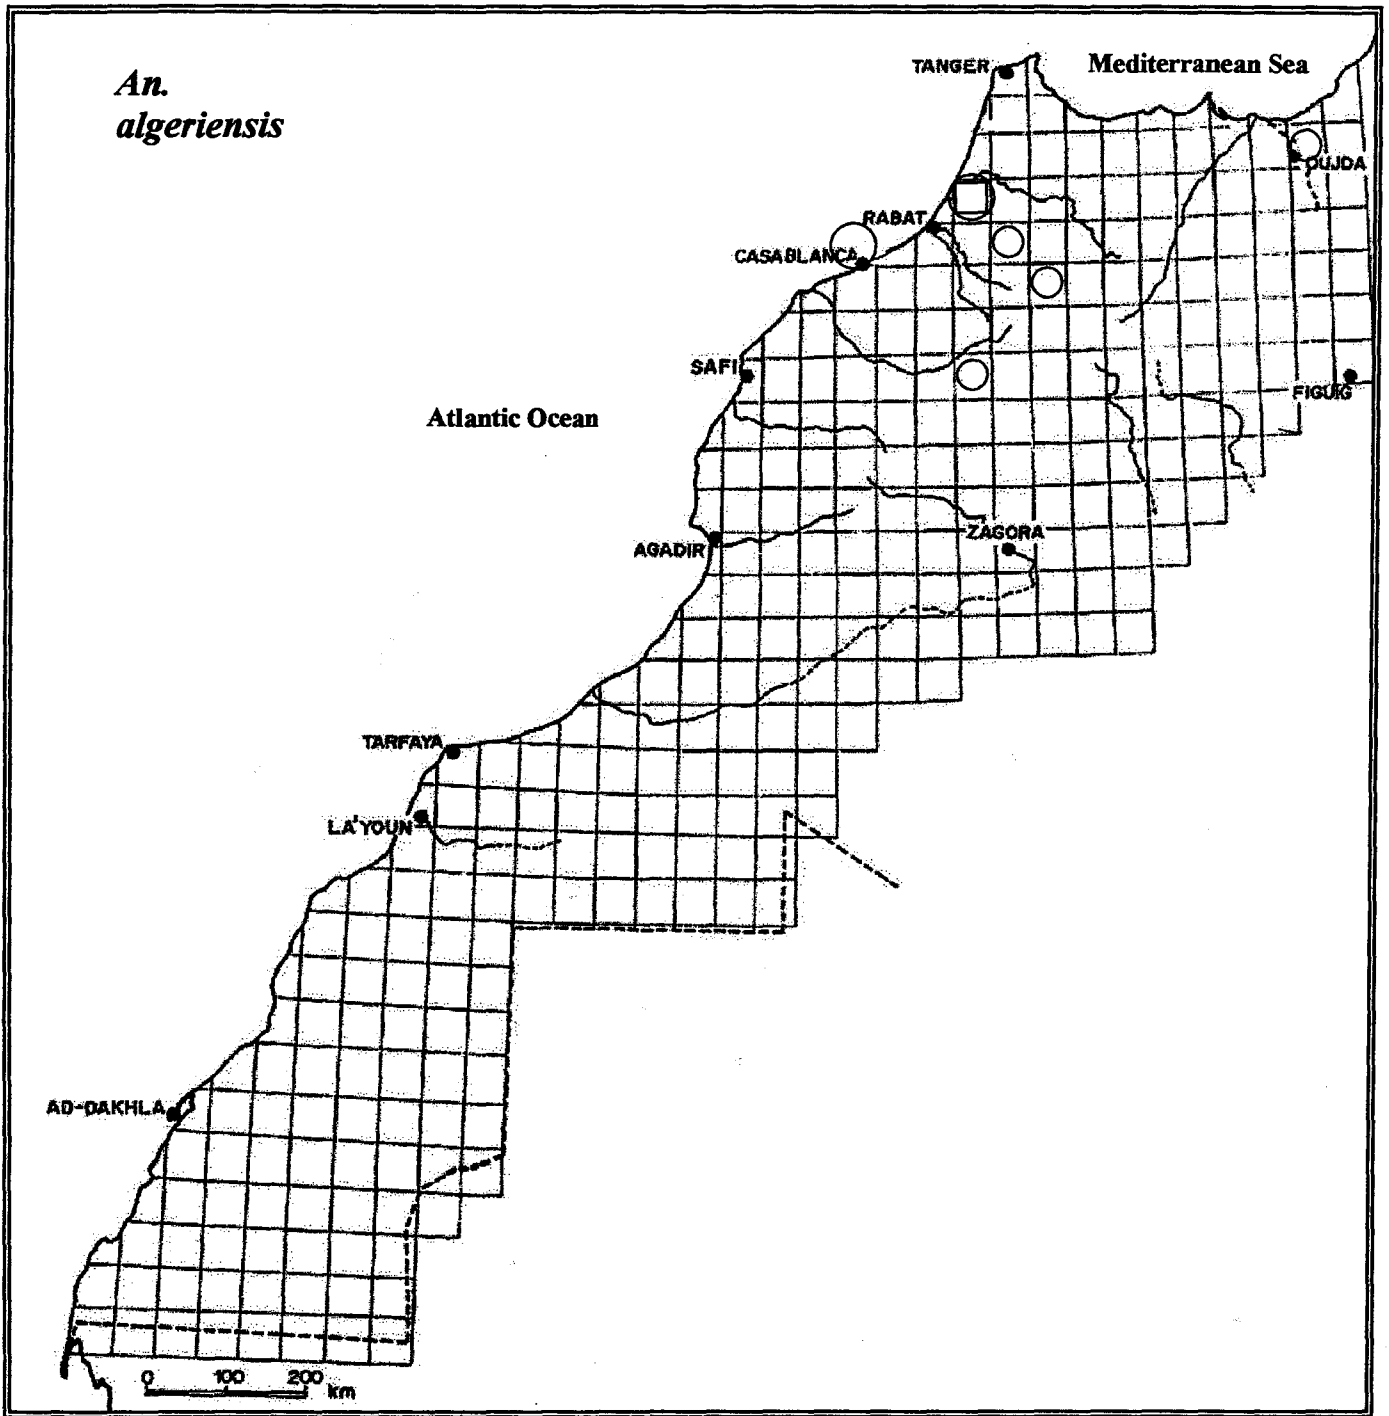 An.
algeriensis
TANGER
Mediterranean Sea
OUJDA
RABAT
CASABLANCA
SAFI
FIGUIG
Atlantic Ocean
ZAGORA
AGADIR
TARFAYA
LA'YOUN
AD-DAKHLA
0 100 200
km